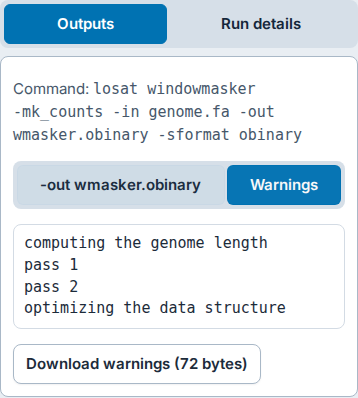 Outputs Run details
Command: losat windowmasker
-mk_counts -in genome.fa -out
wmasker.obinary -sformat obinary
-out wmasker.obinary Warnings
computing the genome length
pass 1
pass 2
optimizing the data structure
Download warnings (72 bytes)